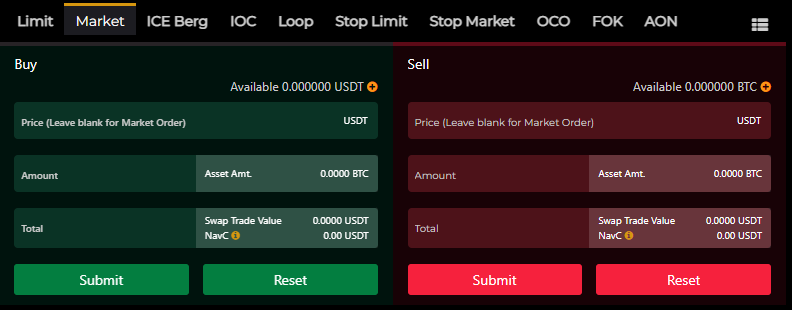 Limit Market ICE Berg IOC Loop Stop Limit Stop Market OCO FOK AON
Buy
Available 0.000000 USDT
Price (Leave blank for Market Order) USDT
Amount Asset Amt. 0.0000 BTC
Total Swap Trade Value 0.0000 USDT
NavC 0.00 USDT
Submit Reset
Sell
Available 0.000000 BTC
Price (Leave blank for Market Order) USDT
Amount Asset Amt. 0.0000 BTC
Total Swap Trade Value 0.0000 USDT
NavC 0.00 USDT
Submit Reset